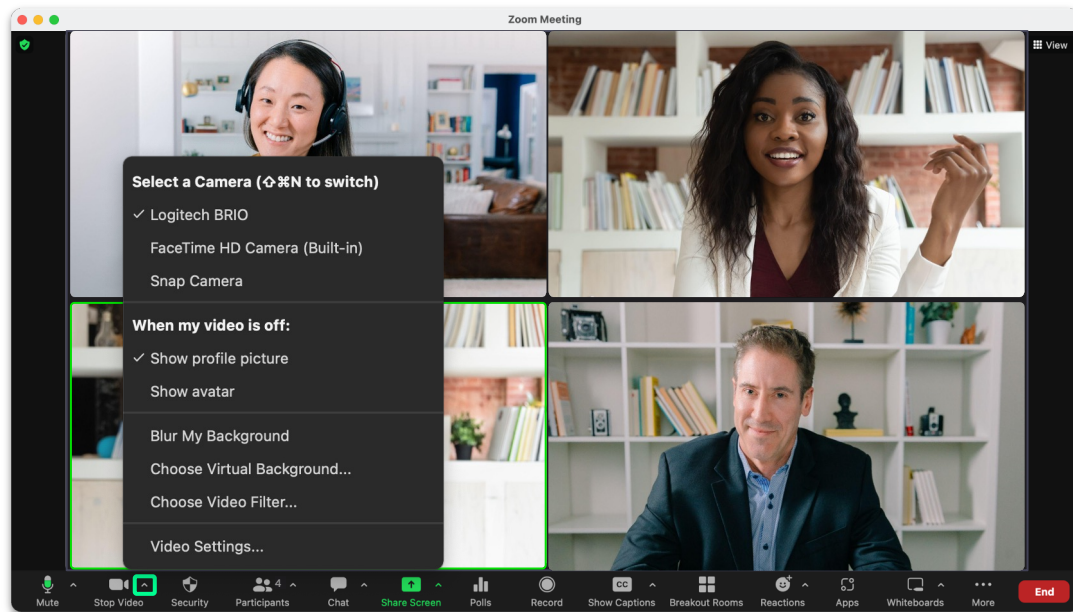 Zoom Meeting
View
Select a Camera (⇧⌘N to switch)
✓ Logitech BRIO
FaceTime HD Camera (Built-in)
Snap Camera
When my video is off:
✓ Show profile picture
Show avatar
Blur My Background
Choose Virtual Background...
Choose Video Filter...
Video Settings...
4
CC
Mute Stop Video Security Participants Chat Share Screen Polls Record Show Captions Breakout Rooms Reactions Apps Whiteboards More End